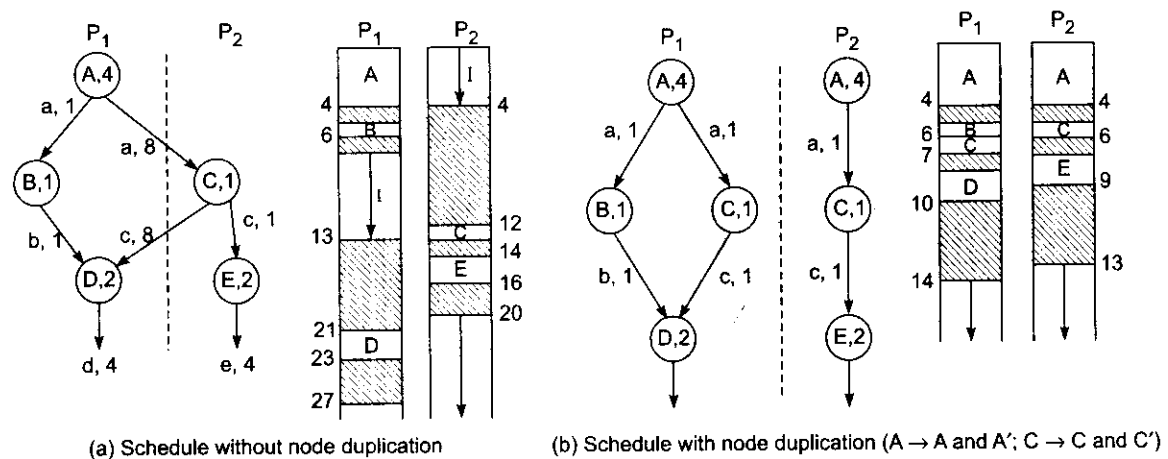 P1
P2
A,4
a, 1
a, 8
B,1
C,1
b, 1
c, 8
c, 1
D,2
E,2
d, 4
e, 4
P1
P2
A
I
4
4
6
B
I
13
12
C
14
E
16
20
21
D
23
27
(a) Schedule without node duplication
P1
P2
A,4
A,4
a, 1
a,1
a, 1
B,1
C,1
C,1
b, 1
c, 1
c, 1
D,2
E,2
P1
P2
A
A
4
4
6
B
C
6
7
C
E
9
D
10
14
13
(b) Schedule with node duplication (A → A and A′; C → C and C′)